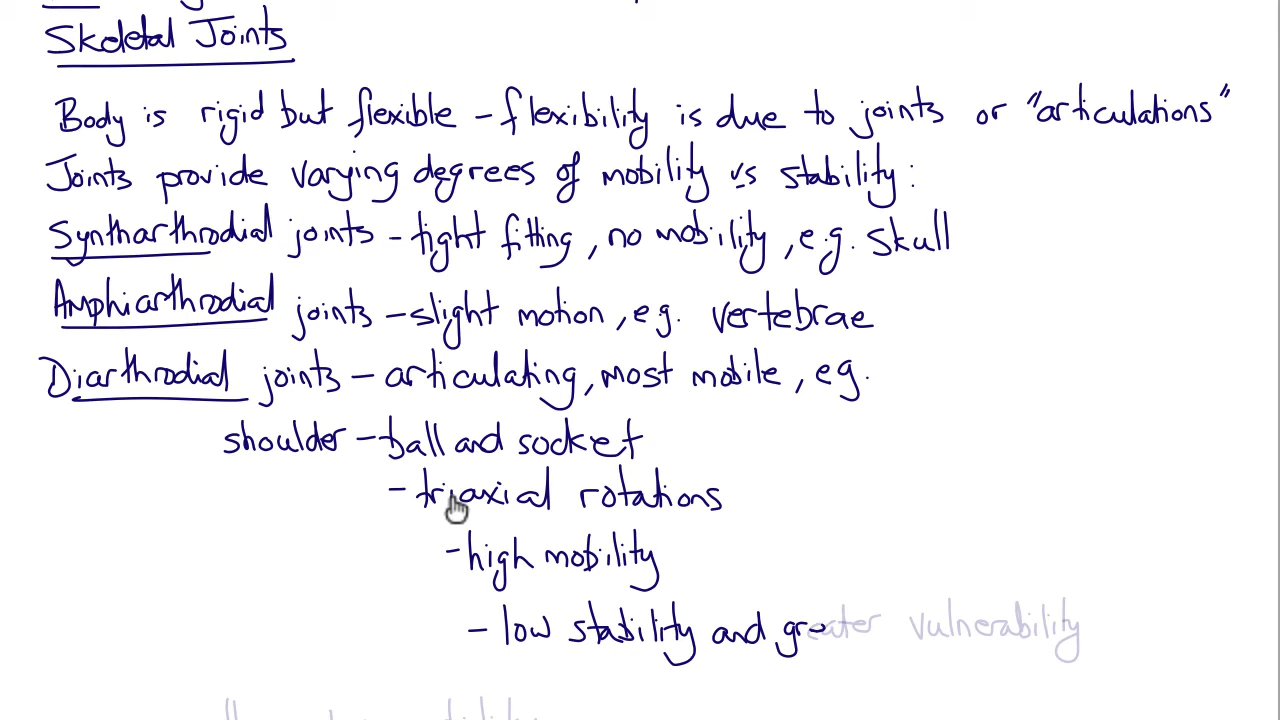 Skeletal Joints
Body is rigid but flexible - flexibility is due to joints or "articulations"
Joints provide varying degrees of mobility vs stability:
Syntharthrodial joints - tight fitting, no mobility, e.g. skull
Amphiarthrodial joints - slight motion, e.g. vertebrae
Diarthrodial joints - articulating, most mobile, eg.
shoulder - ball and socket
- triaxial rotations
- high mobility
- low stability and greater vulnerability